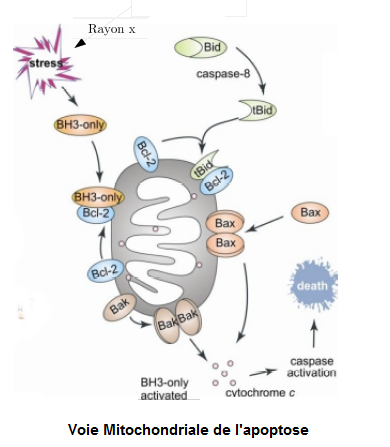 Rayon x
stress
Bid
caspase-8
tBid
BH3-only
Bcl-2
tBid
Bcl-2
BH3-only
Bcl-2
Bax
Bax
Bax
Bcl-2
death
Bak
Bak
Bak
BH3-only
activated
cytochrome c
caspase
activation
Voie Mitochondriale de l'apoptose